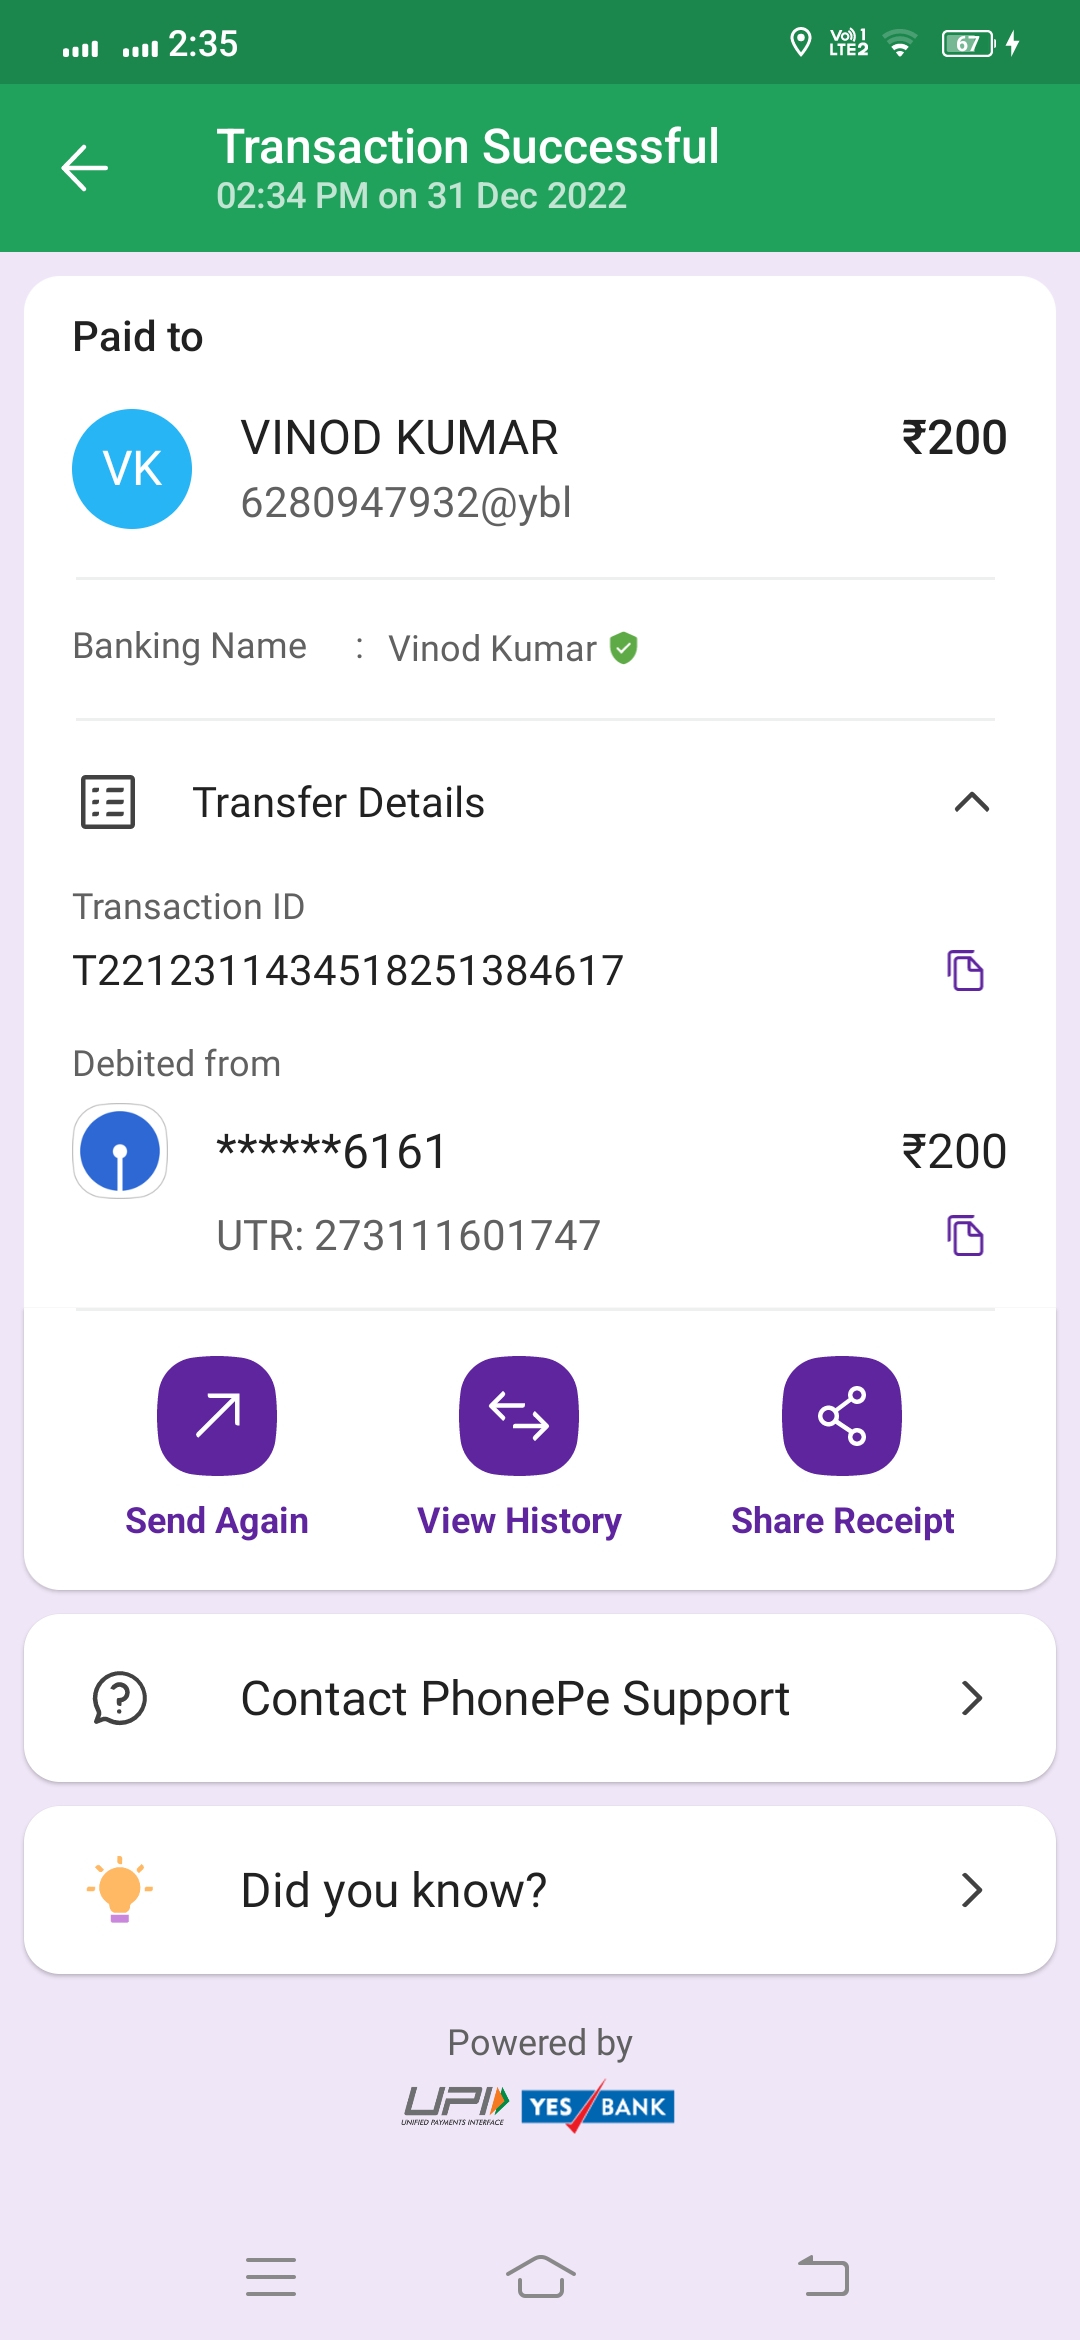 2:35
Vo)) 1
LTE2
67
Transaction Successful
02:34 PM on 31 Dec 2022
Paid to
VK
VINOD KUMAR
₹200
6280947932@ybl
Banking Name : Vinod Kumar
Transfer Details
Transaction ID
T2212311434518251384617
Debited from
******6161
₹200
UTR: 273111601747
Send Again
View History
Share Receipt
Contact PhonePe Support
Did you know?
Powered by
UPI
UNIFIED PAYMENTS INTERFACE
YES BANK